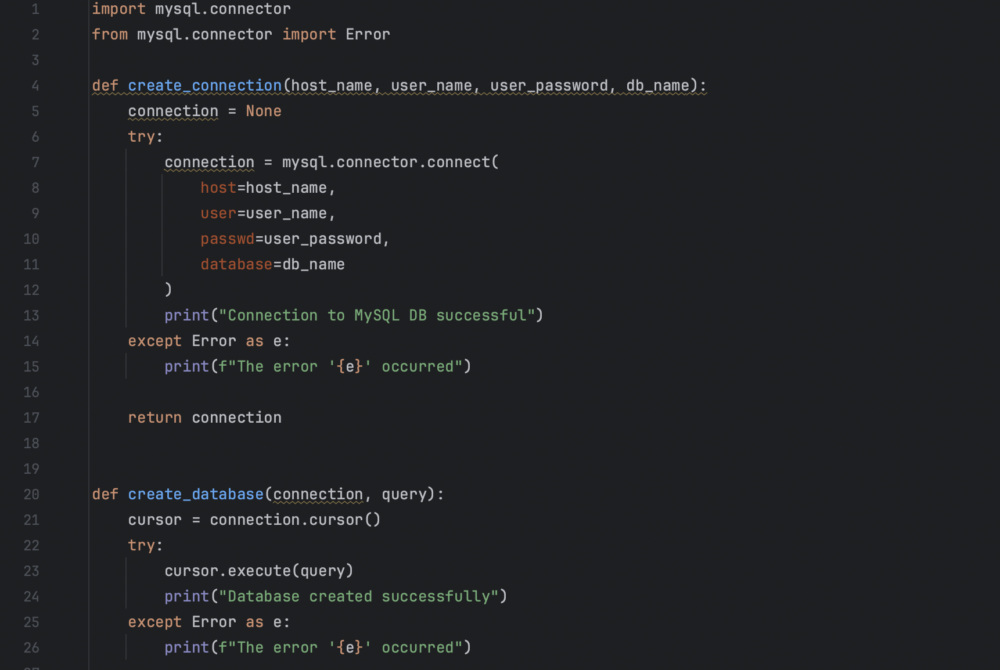 1 import mysql.connector
2 from mysql.connector import Error
3
4 def create_connection(host_name, user_name, user_password, db_name):
5     connection = None
6     try:
7         connection = mysql.connector.connect(
8             host=host_name,
9             user=user_name,
10             passwd=user_password,
11             database=db_name
12         )
13         print("Connection to MySQL DB successful")
14     except Error as e:
15         print(f"The error '{e}' occurred")
16
17     return connection
18
19
20 def create_database(connection, query):
21     cursor = connection.cursor()
22     try:
23         cursor.execute(query)
24         print("Database created successfully")
25     except Error as e:
26         print(f"The error '{e}' occurred")